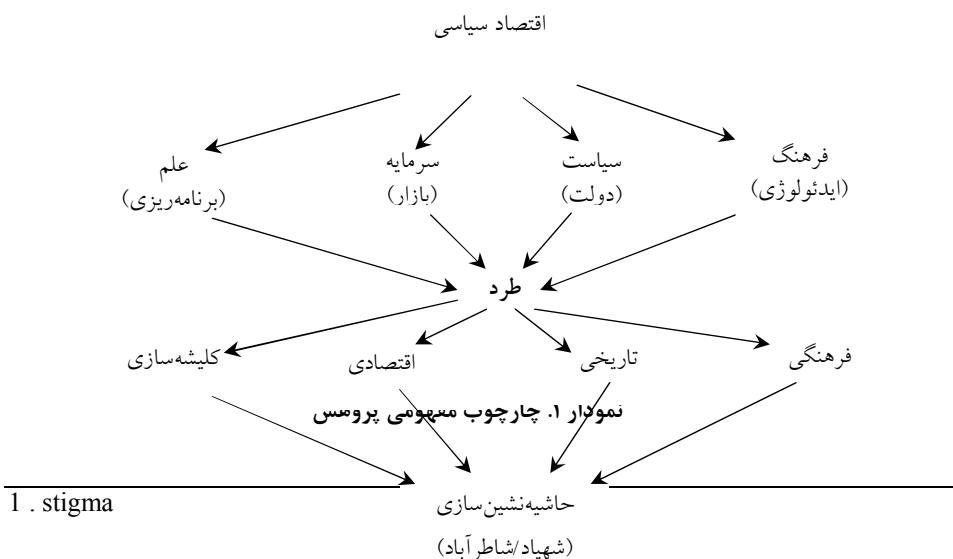 اقتصاد سیاسی
فرهنگ سیاست سرمایه علم
(ایدئولوژی) (دولت) (بازار) (برنامه‌ریزی)
طرد
فرهنگی تاریخی اقتصادی کلیشه‌سازی
نمودار ۱. چارچوب مفهومی پژوهش
حاشیه‌نشین‌سازی
1 . stigma
(شهیاد/شاطرآباد)